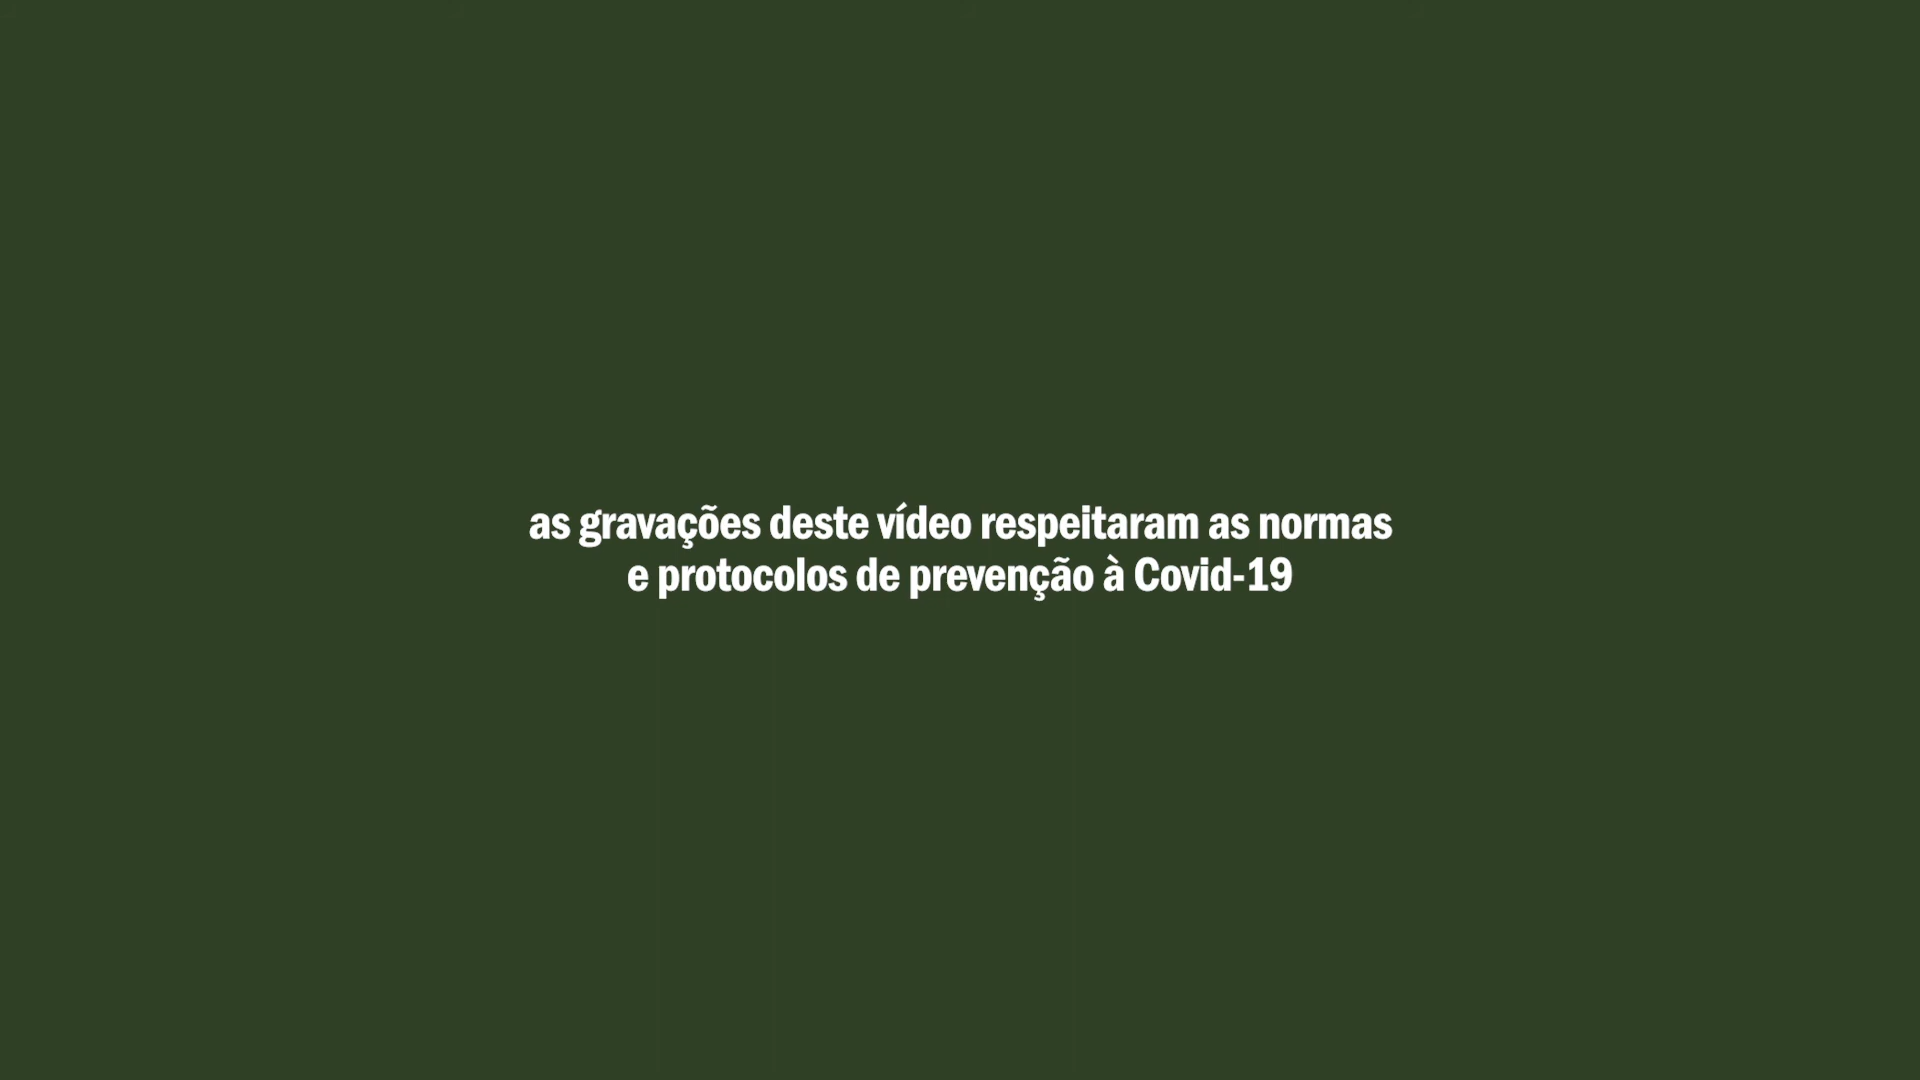 as gravações deste vídeo respeitaram as normas
e protocolos de prevenção à Covid-19